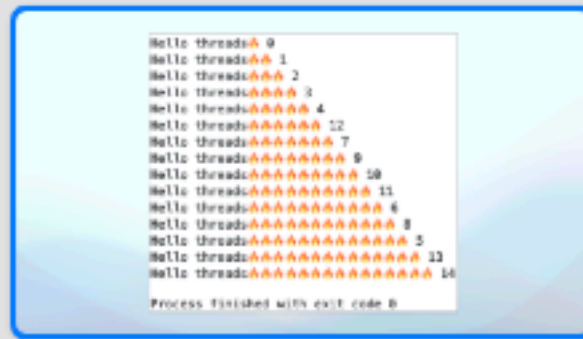 Hello threads🔥 0
Hello threads🔥🔥 1
Hello threads🔥🔥🔥 2
Hello threads🔥🔥🔥🔥 3
Hello threads🔥🔥🔥🔥🔥 4
Hello threads🔥🔥🔥🔥🔥🔥 12
Hello threads🔥🔥🔥🔥🔥🔥🔥 7
Hello threads🔥🔥🔥🔥🔥🔥🔥🔥 9
Hello threads🔥🔥🔥🔥🔥🔥🔥🔥🔥 10
Hello threads🔥🔥🔥🔥🔥🔥🔥🔥🔥🔥 11
Hello threads🔥🔥🔥🔥🔥🔥🔥🔥🔥🔥🔥 6
Hello threads🔥🔥🔥🔥🔥🔥🔥🔥🔥🔥🔥🔥 8
Hello threads🔥🔥🔥🔥🔥🔥🔥🔥🔥🔥🔥🔥🔥 5
Hello threads🔥🔥🔥🔥🔥🔥🔥🔥🔥🔥🔥🔥🔥🔥 13
Hello threads🔥🔥🔥🔥🔥🔥🔥🔥🔥🔥🔥🔥🔥🔥🔥 14
Process finished with exit code 0